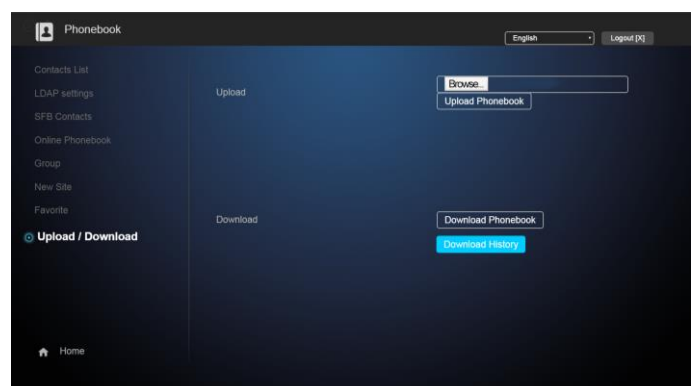 Phonebook
English
Logout [X]
Contacts List
LDAP settings
SFB Contacts
Online Phonebook
Group
New Site
Favorite
Upload / Download
Home
Upload
Browse...
Upload Phonebook
Download
Download Phonebook
Download History